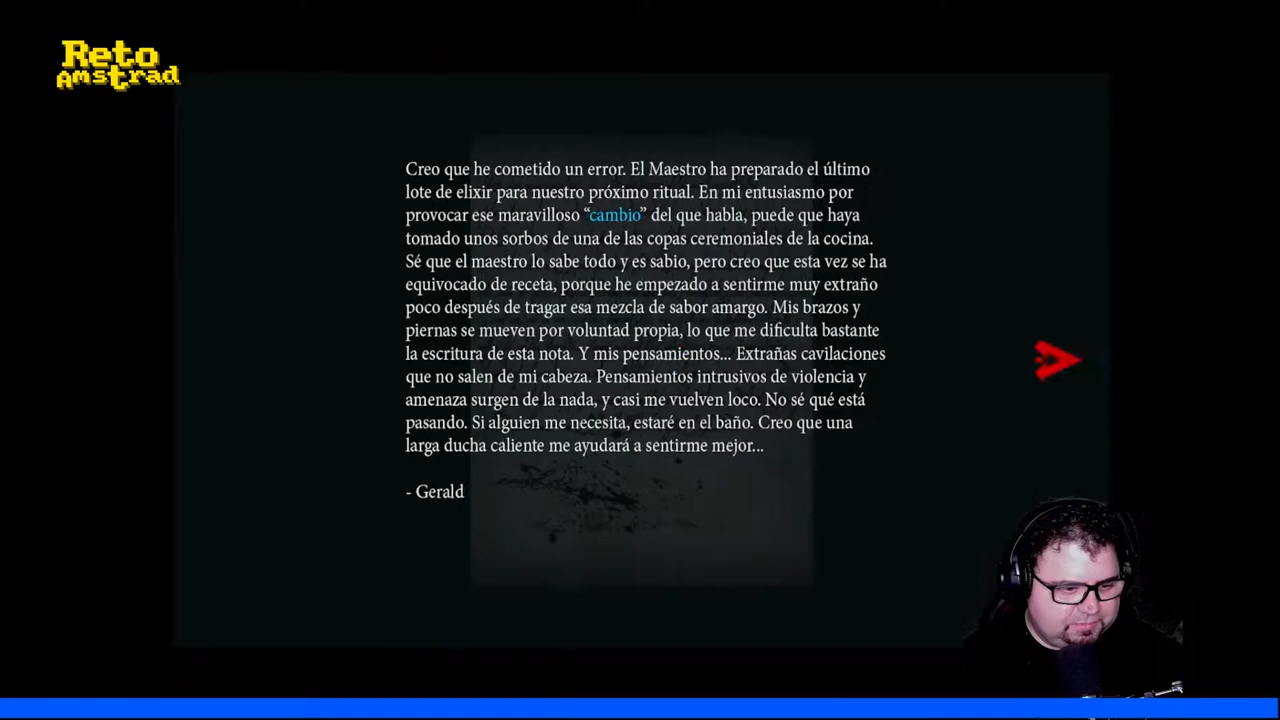 Reto
Amstrad
Creo que he cometido un error. El Maestro ha preparado el último
lote de elixir para nuestro próximo ritual. En mi entusiasmo por
provocar ese maravilloso “cambio” del que habla, puede que haya
tomado unos sorbos de una de las copas ceremoniales de la cocina.
Sé que el maestro lo sabe todo y es sabio, pero creo que esta vez se ha
equivocado de receta, porque he empezado a sentirme muy extraño
poco después de tragar esa mezcla de sabor amargo. Mis brazos y
piernas se mueven por voluntad propia, lo que me dificulta bastante
la escritura de esta nota. Y mis pensamientos... Extrañas cavilaciones
que no salen de mi cabeza. Pensamientos intrusivos de violencia y
amenaza surgen de la nada, y casi me vuelven loco. No sé qué está
pasando. Si alguien me necesita, estaré en el baño. Creo que una
larga ducha caliente me ayudará a sentirme mejor...
- Gerald